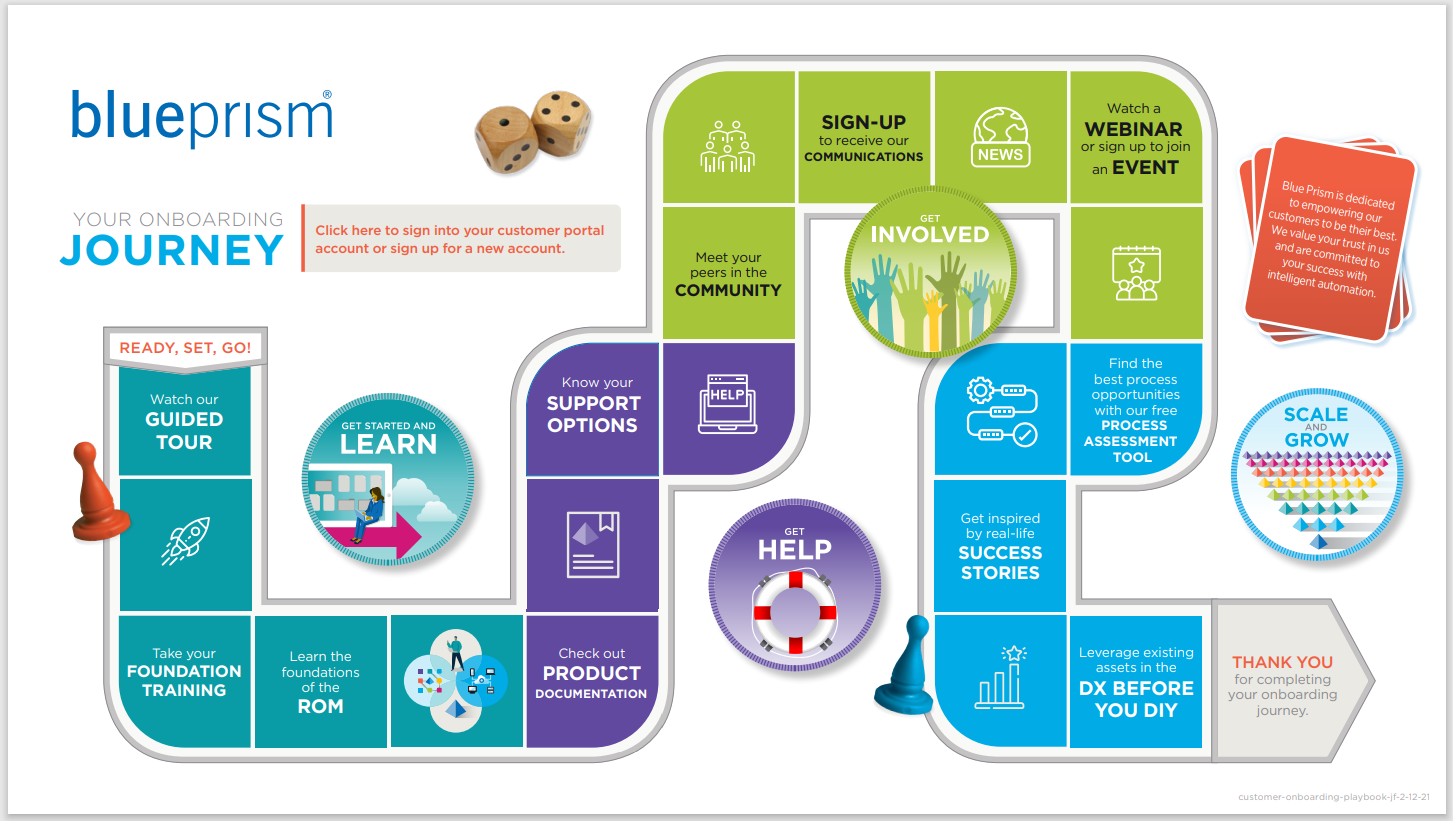 blueprism®
YOUR ONBOARDING
JOURNEY
Click here to sign into your customer portal
account or sign up for a new account.
READY, SET, GO!
Watch our
GUIDED
TOUR
GET STARTED AND
LEARN
Take your
FOUNDATION
TRAINING
Learn the
foundations
of the
ROM
Check out
PRODUCT
DOCUMENTATION
Know your
SUPPORT
OPTIONS
HELP
GET
HELP
Meet your
peers in the
COMMUNITY
SIGN-UP
to receive our
COMMUNICATIONS
NEWS
Watch a
WEBINAR
or sign up to join
an EVENT
GET
INVOLVED
Find the
best process
opportunities
with our free
PROCESS
ASSESSMENT
TOOL
Get inspired
by real-life
SUCCESS
STORIES
Leverage existing
assets in the
DX BEFORE
YOU DIY
SCALE
AND
GROW
Blue Prism is dedicated
to empowering our
customers to be their best.
We value your trust in us
and are committed to
your success with
intelligent automation.
THANK YOU
for completing
your onboarding
journey.
customer-onboarding-playbook-jf-2-12-21